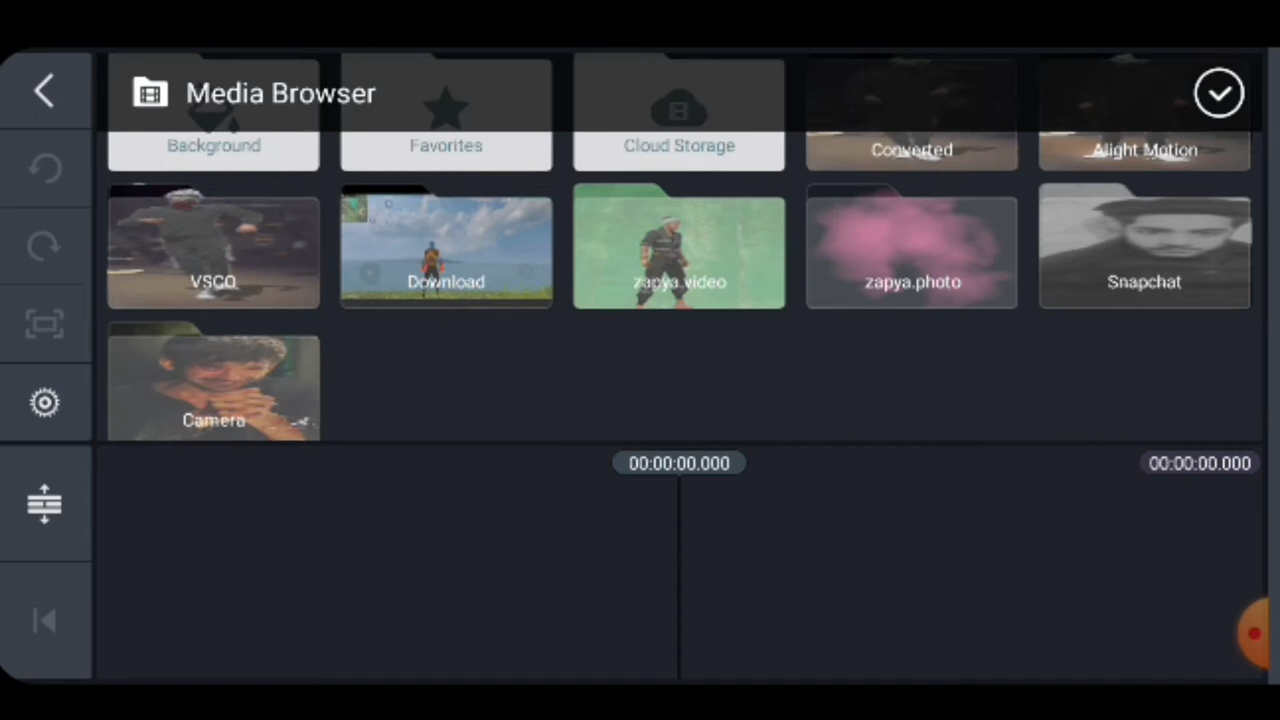 Media Browser
Background
Favorites
Cloud Storage
Converted
Alight Motion
VSCO
Download
zapya.video
zapya.photo
Snapchat
Camera
00:00:00.000
00:00:00.000